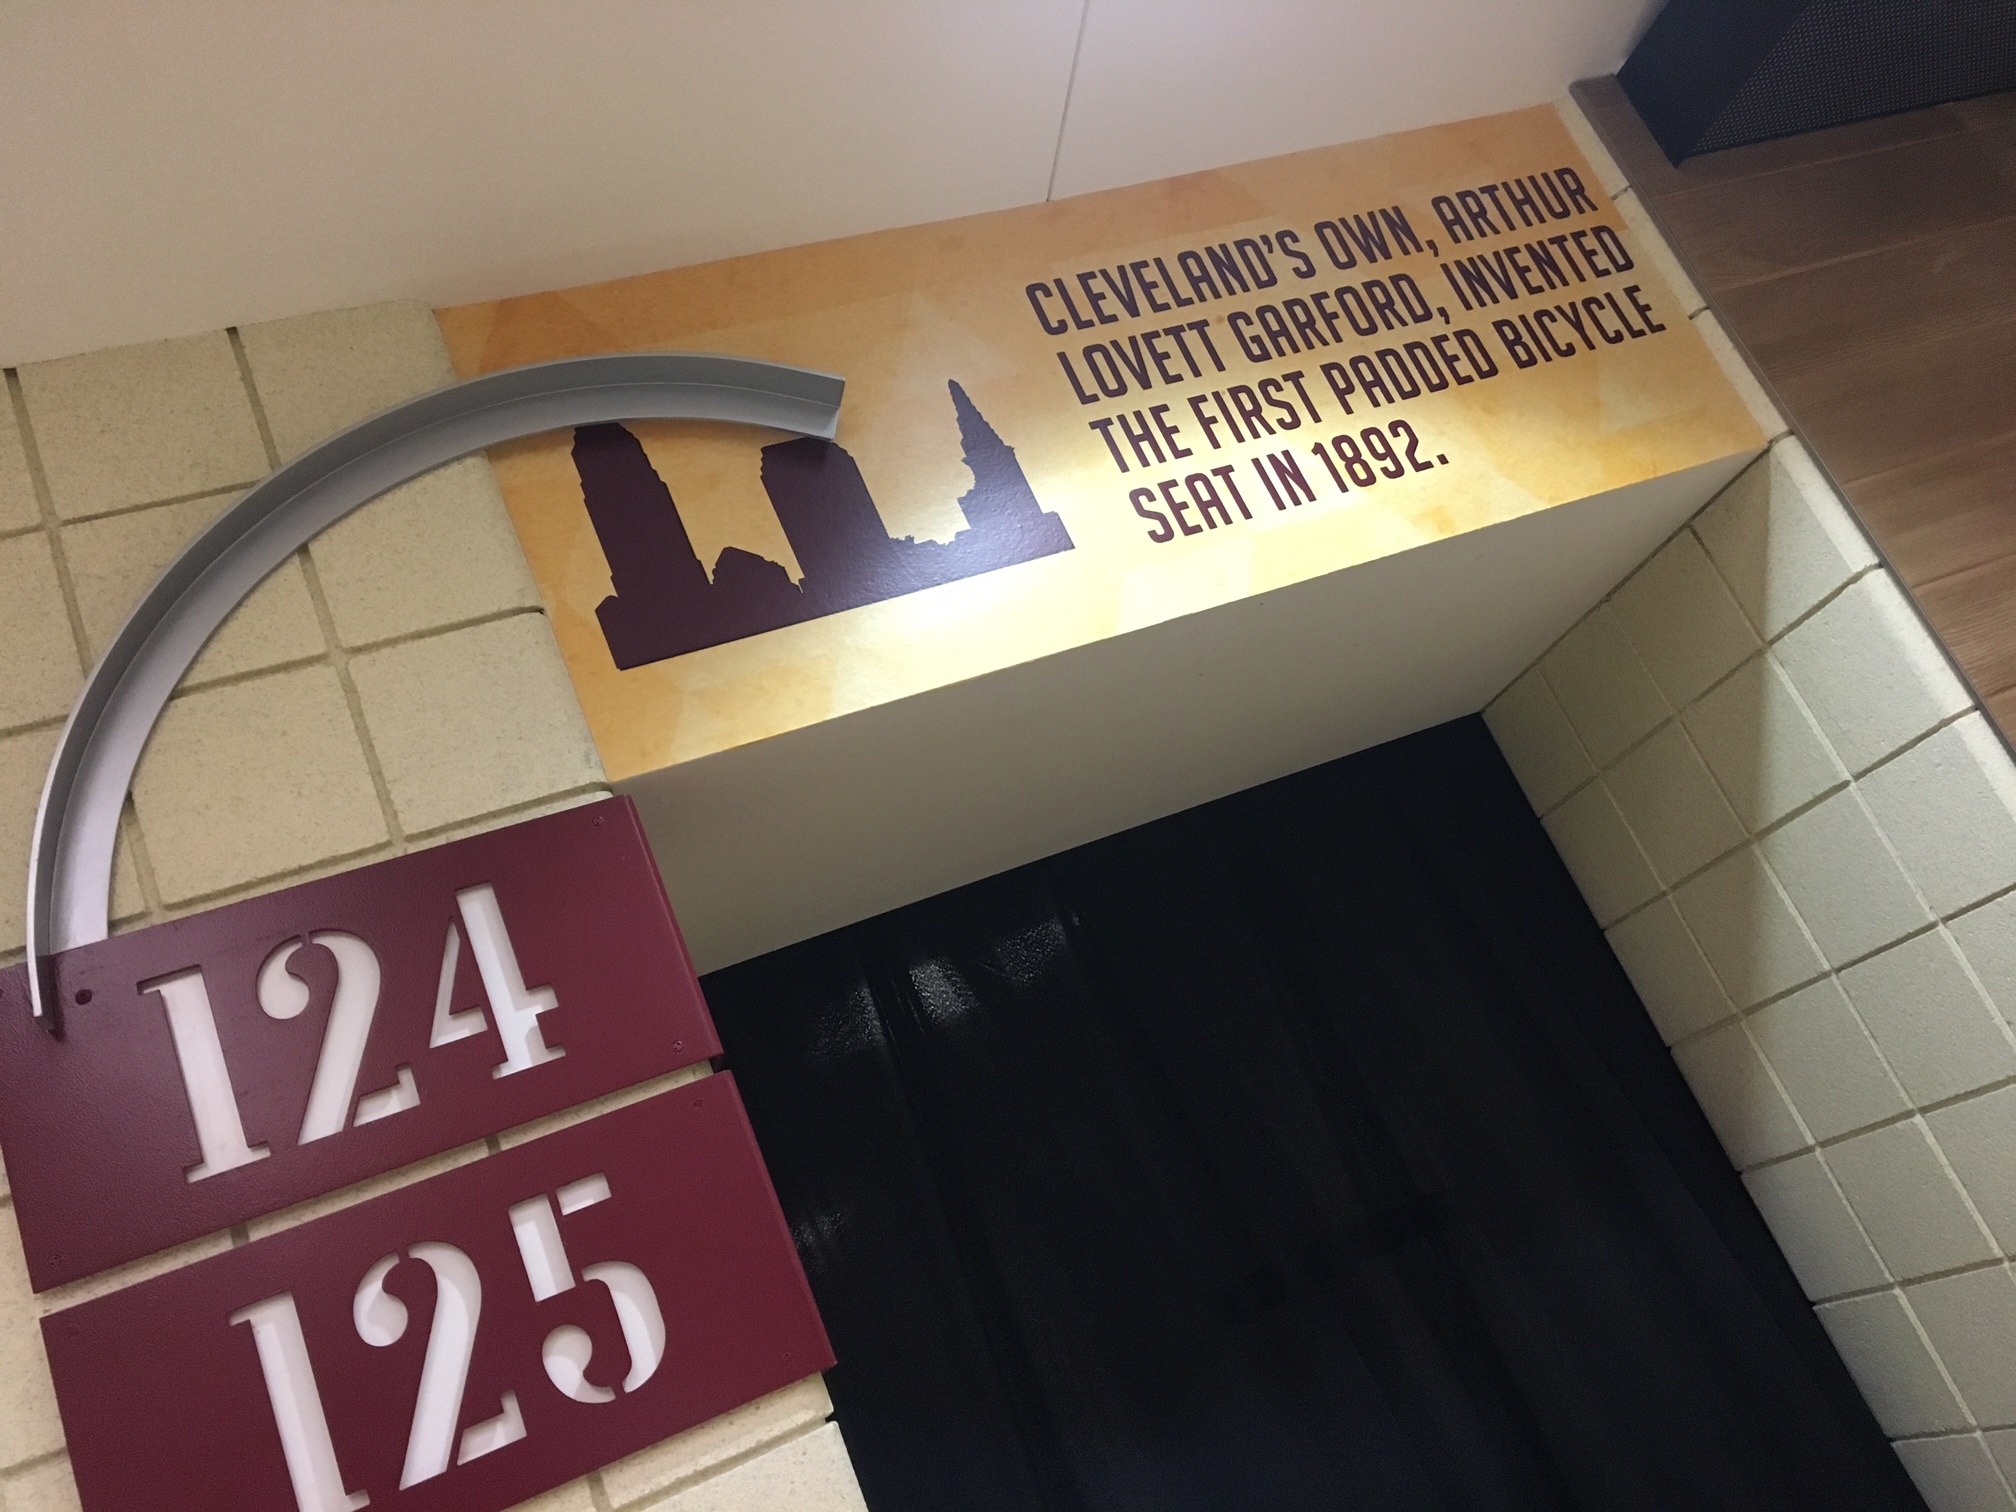 CLEVELAND'S OWN, ARTHUR
LOVETT GARFORD, INVENTED
THE FIRST PADDED BICYCLE
SEAT IN 1892.
124
125